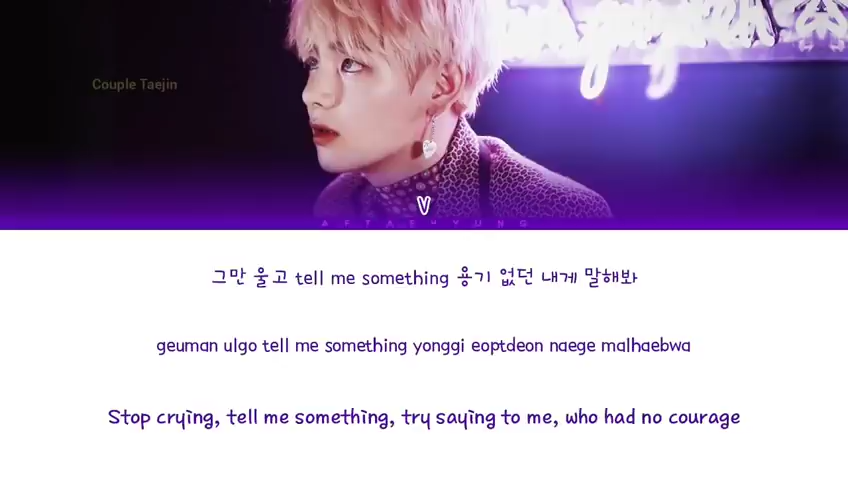 Couple Taejin
V
AFTAEHYUNG
그만 울고 tell me something 용기 없던 내게 말해봐
geuman ulgo tell me something yonggi eoptdeon naege malhaebwa
Stop crying, tell me something, try saying to me, who had no courage